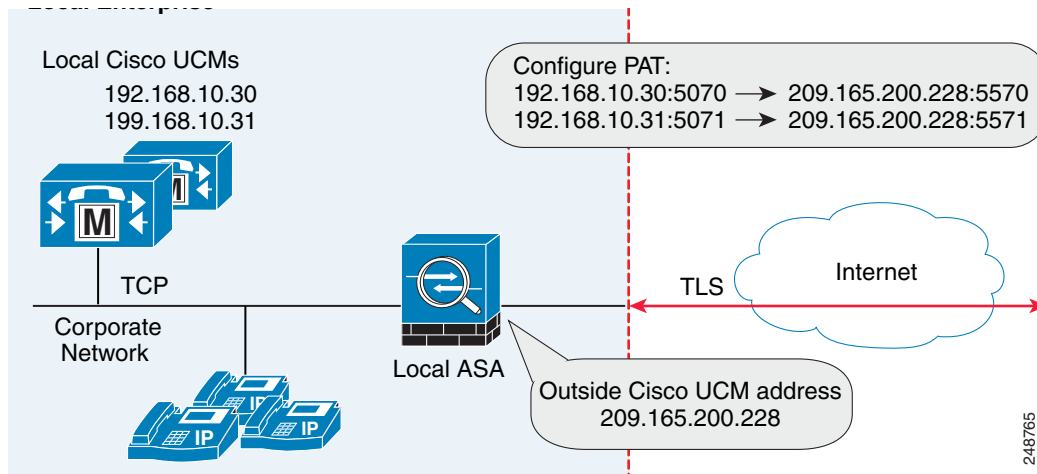 Local Enterprise
Local Cisco UCMs
192.168.10.30
199.168.10.31
Configure PAT:
192.168.10.30:5070 → 209.165.200.228:5570
192.168.10.31:5071 → 209.165.200.228:5571
M
M
TCP
TLS
Internet
Corporate
Network
Local ASA
Outside Cisco UCM address
209.165.200.228
IP
IP
IP
248765